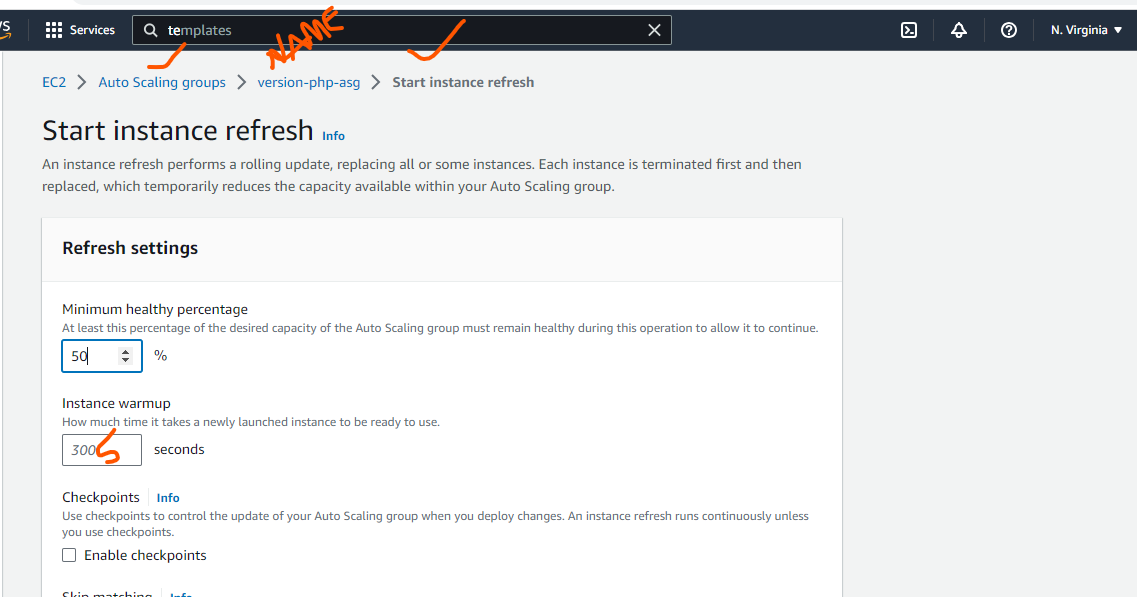 Services templates N. Virginia
NAME
EC2 Auto Scaling groups version-php-asg Start instance refresh
Start instance refresh Info
An instance refresh performs a rolling update, replacing all or some instances. Each instance is terminated first and then
replaced, which temporarily reduces the capacity available within your Auto Scaling group.
Refresh settings
Minimum healthy percentage
At least this percentage of the desired capacity of the Auto Scaling group must remain healthy during this operation to allow it to continue.
50 %
Instance warmup
How much time it takes a newly launched instance to be ready to use.
300 5 seconds
Checkpoints Info
Use checkpoints to control the update of your Auto Scaling group when you deploy changes. An instance refresh runs continuously unless
you use checkpoints.
Enable checkpoints
Skip matching Info